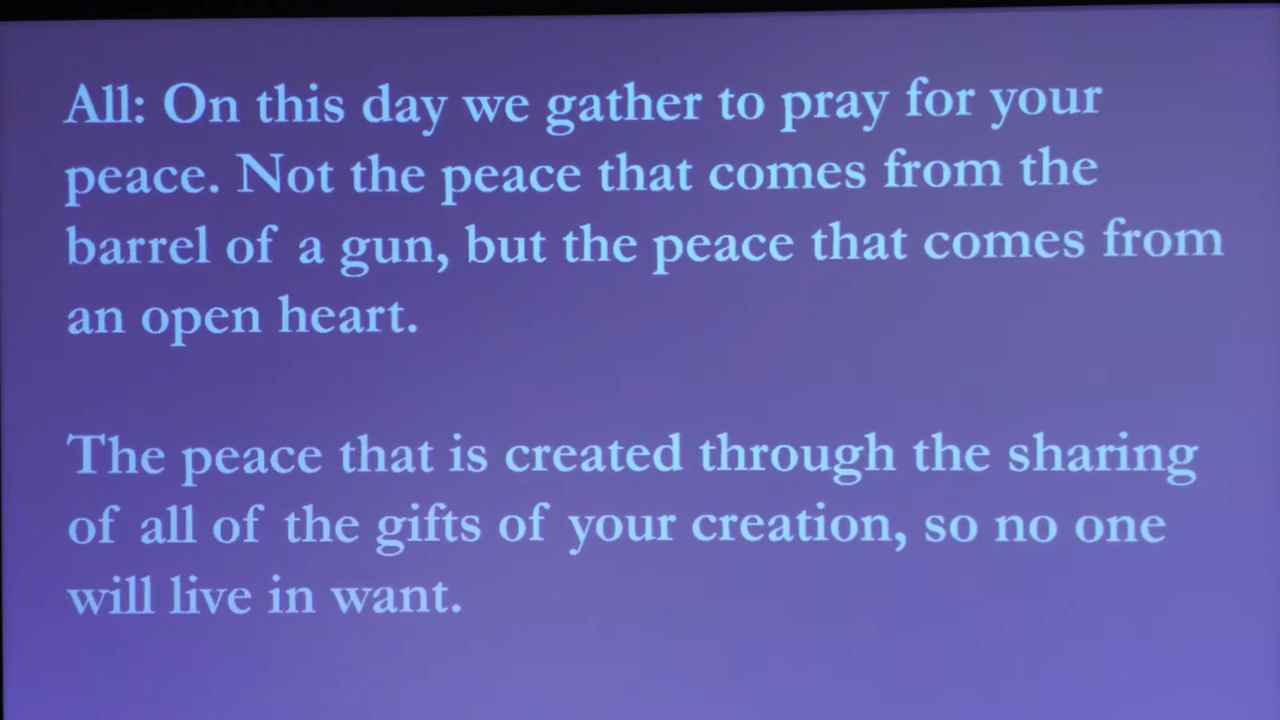 All: On this day we gather to pray for your
peace. Not the peace that comes from the
barrel of a gun, but the peace that comes from
an open heart.
The peace that is created through the sharing
of all of the gifts of your creation, so no one
will live in want.